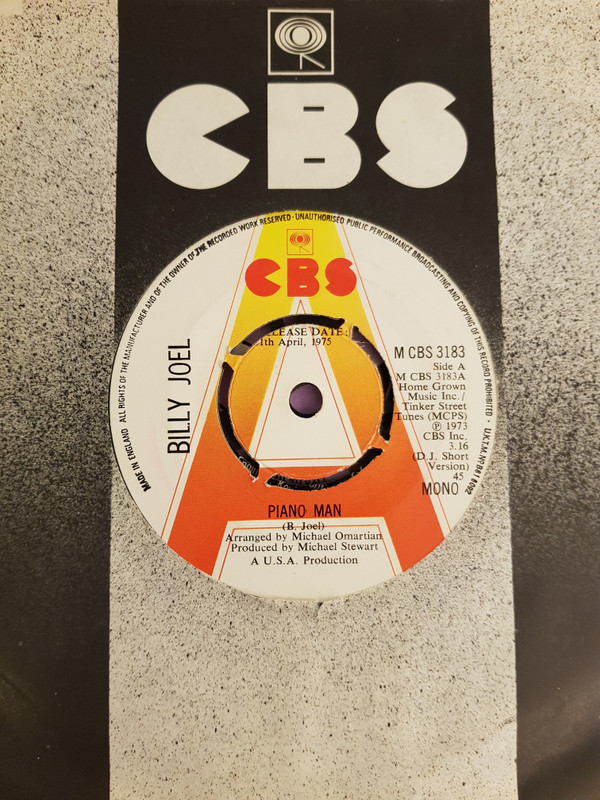 CBS
ALL RIGHTS OF THE MANUFACTURER AND OF THE OWNER OF THE RECORDED WORK RESERVED · UNAUTHORISED PUBLIC PERFORMANCE BROADCASTING AND COPYING OF THIS RECORD PROHIBITED ·
MADE IN ENGLAND
CBS
1th April, 1975
BILLY JOEL
M CBS 3183
Side A
M CBS 3183A
Home Grown
Music Inc./
Tinker Street
Tunes (MCPS)
℗ 1973
CBS Inc.
3.16
(D.J. Short
Version)
45
MONO
PIANO MAN
(B. Joel)
Arranged by Michael Omartian
Produced by Michael Stewart
A U.S.A. Production